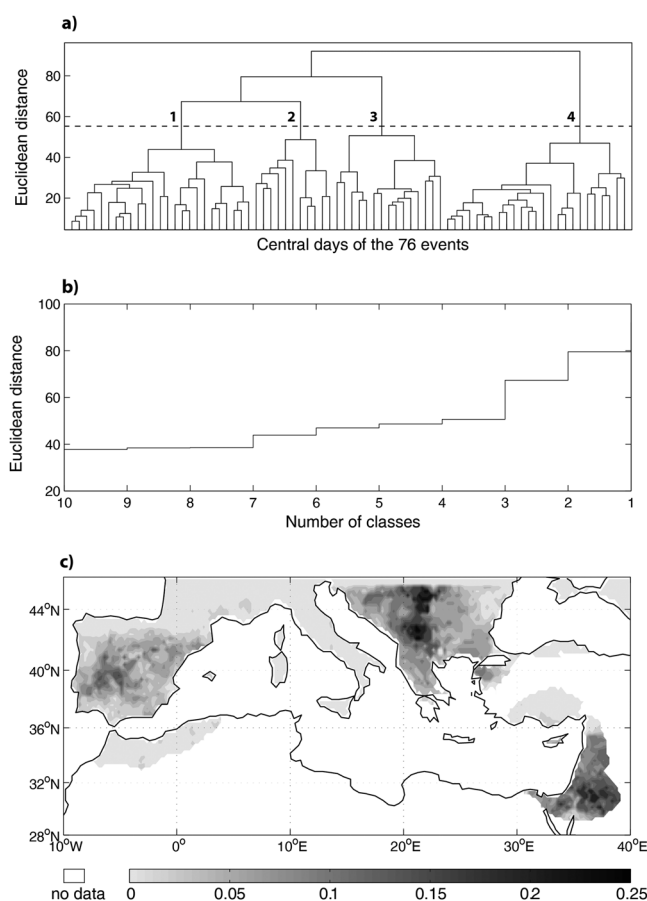 a)
Euclidean distance
80
60
40
20
1 2 3 4
Central days of the 76 events
b)
Euclidean distance
100
80
60
40
20
10 9 8 7 6 5 4 3 2 1
Number of classes
c)
44°N
40°N
36°N
32°N
28°N
10°W 0° 10°E 20°E 30°E 40°E
no data 0 0.05 0.1 0.15 0.2 0.25